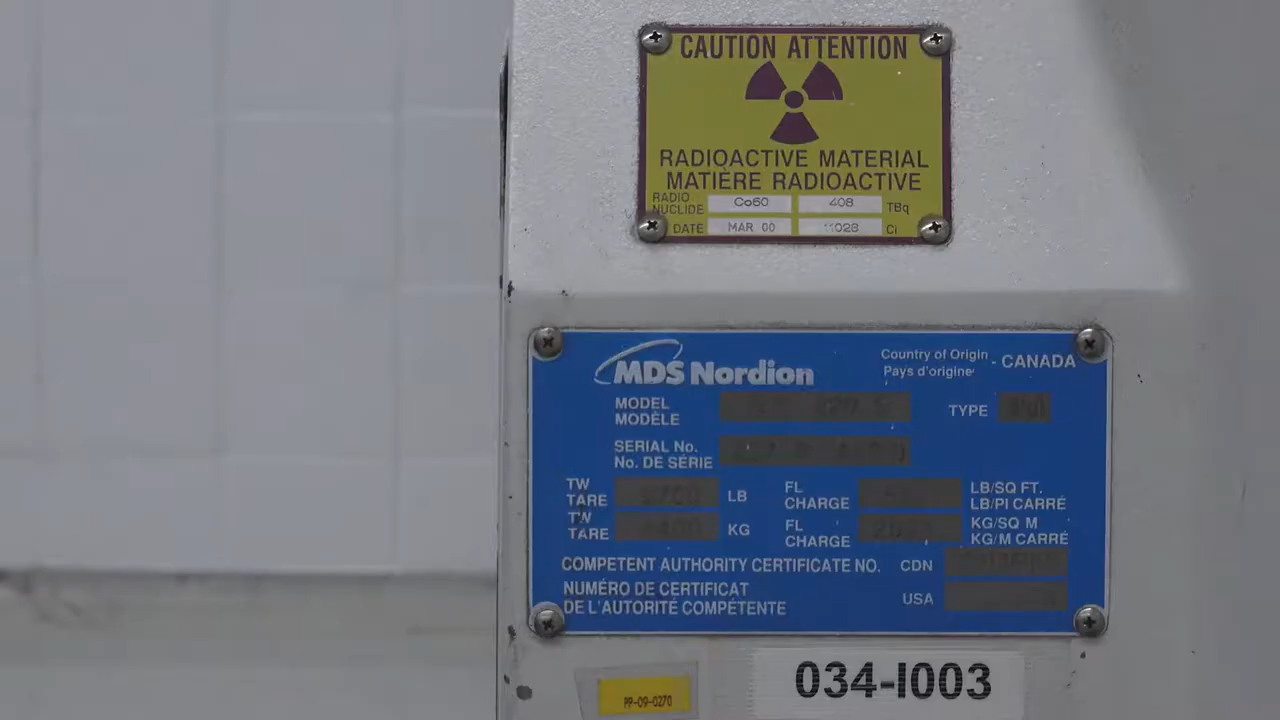 CAUTION ATTENTION
RADIOACTIVE MATERIAL
MATIÈRE RADIOACTIVE
RADIO NUCLIDE Co60 408 TBq
DATE MAR 00 11028 Ci
MDS Nordion
Country of Origin - CANADA
Pays d'origine
MODEL
MODÈLE
TYPE
SERIAL No.
No. DE SÉRIE
TW TARE LB FL CHARGE LB/SQ FT. LB/PI CARRÉ
TW TARE KG FL CHARGE KG/SQ M KG/M CARRÉ
COMPETENT AUTHORITY CERTIFICATE NO. CDN
NUMÉRO DE CERTIFICAT
DE L'AUTORITÉ COMPÉTENTE USA
034-I003
PP-09-0270